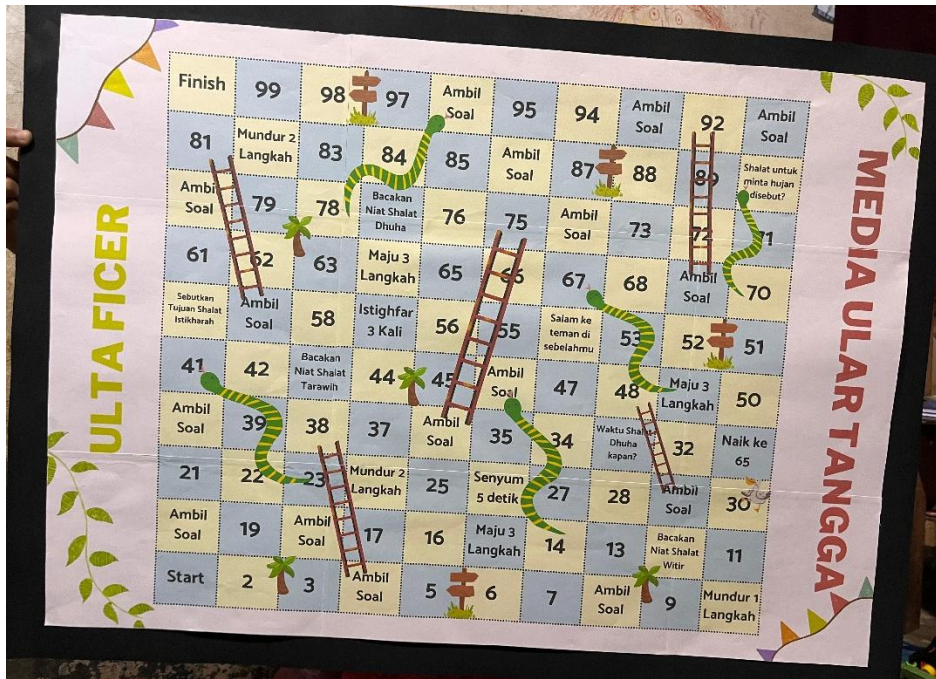 ULTA FICER
Finish
99
98
97
Ambil
Soal
95
94
Ambil
Soal
92
Ambil
Soal
81
Mundur 2
Langkah
83
84
85
Ambil
Soal
87
88
89
Shalat untuk
minta hujan
disebut?
Ambil
Soal
79
78
Bacakan
Niat Shalat
Dhuha
76
75
Ambil
Soal
73
72
71
61
62
63
Maju 3
Langkah
65
66
67
68
Ambil
Soal
70
Sebutkan
Tujuan Shalat
Istikharah
Ambil
Soal
58
Istighfar
3 Kali
56
55
Salam ke
teman di
sebelahmu
53
52
51
41
42
Bacakan
Niat Shalat
Tarawih
44
45
Ambil
Soal
47
48
Maju 3
Langkah
50
Ambil
Soal
39
38
37
Ambil
Soal
35
34
Waktu Shalat
Dhuha
kapan?
32
Naik ke
65
21
22
23
Mundur 2
Langkah
25
Senyum
5 detik
27
28
Ambil
Soal
30
Ambil
Soal
19
Ambil
Soal
17
16
Maju 3
Langkah
14
13
Bacakan
Niat Shalat
Witir
11
Start
2
3
Ambil
Soal
5
6
7
Ambil
Soal
9
Mundur 1
Langkah
MEDIA ULAR TANGGA